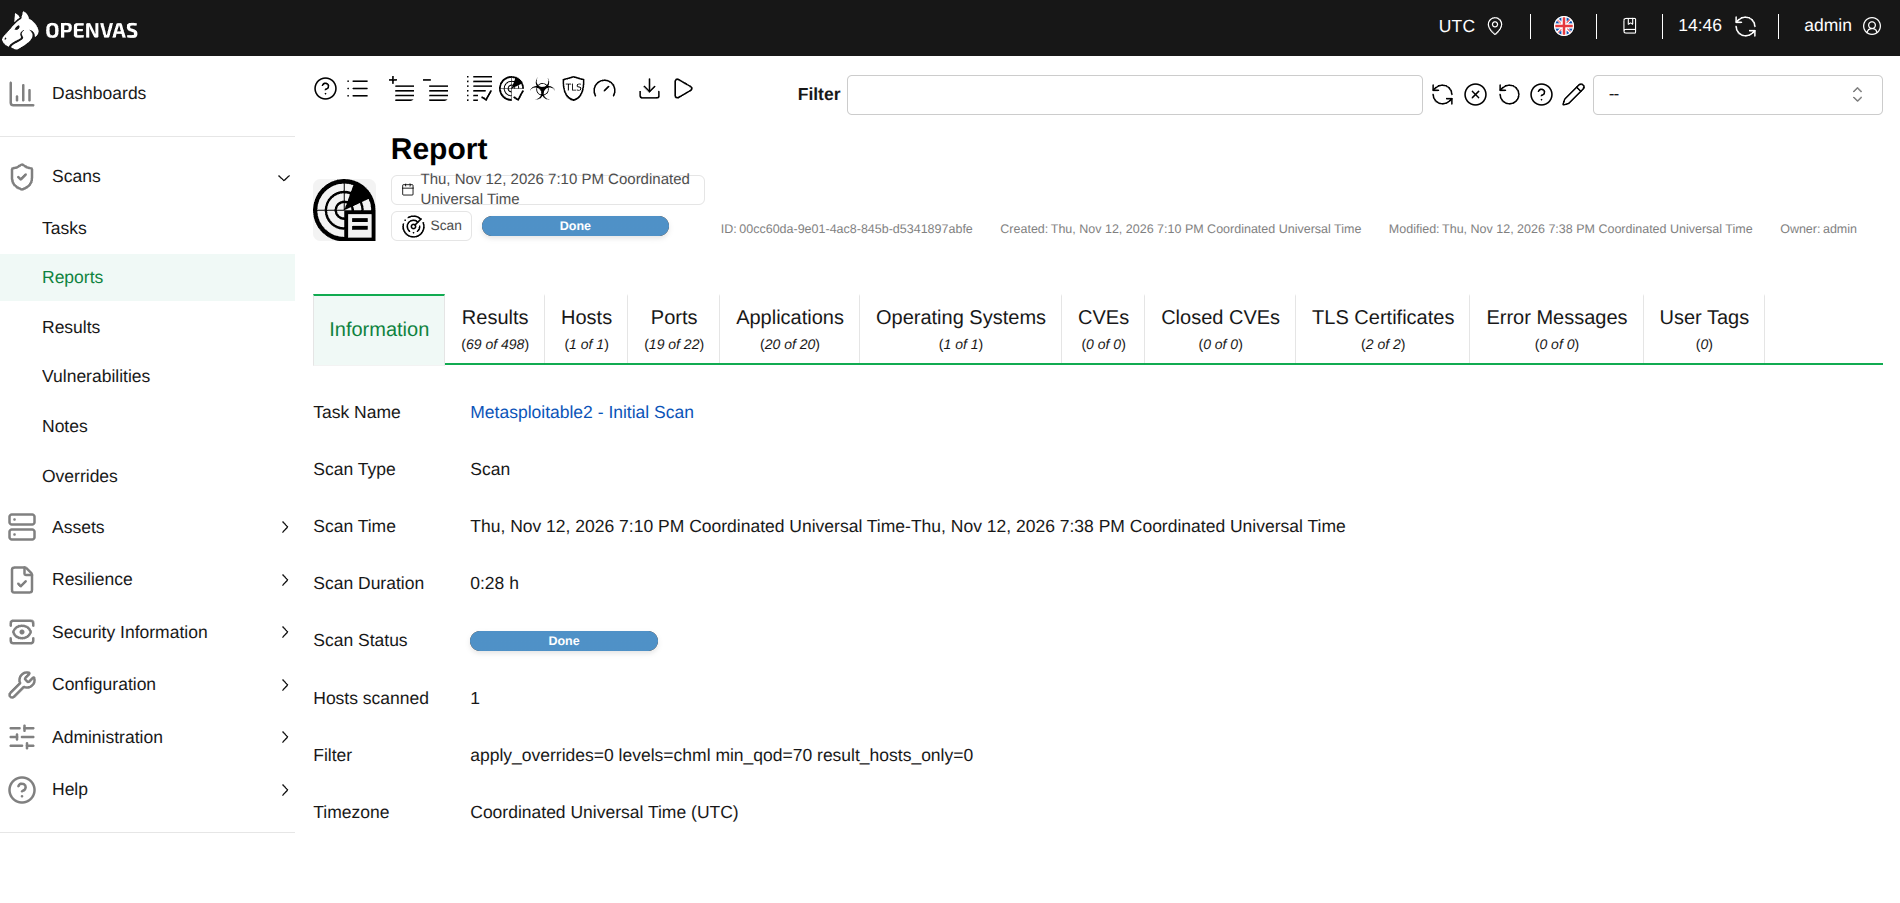 OPENVAS
UTC
14:46
admin
Dashboards
Scans
Tasks
Reports
Results
Vulnerabilities
Notes
Overrides
Assets
Resilience
Security Information
Configuration
Administration
Help
TLS
Filter
--
Report
Thu, Nov 12, 2026 7:10 PM Coordinated
Universal Time
Scan
Done
ID: 00cc60da-9e01-4ac8-845b-d5341897abfe Created: Thu, Nov 12, 2026 7:10 PM Coordinated Universal Time Modified: Thu, Nov 12, 2026 7:38 PM Coordinated Universal Time Owner: admin
Information
Results
(69 of 498)
Hosts
(1 of 1)
Ports
(19 of 22)
Applications
(20 of 20)
Operating Systems
(1 of 1)
CVEs
(0 of 0)
Closed CVEs
(0 of 0)
TLS Certificates
(2 of 2)
Error Messages
(0 of 0)
User Tags
(0)
Task Name Metasploitable2 - Initial Scan
Scan Type Scan
Scan Time Thu, Nov 12, 2026 7:10 PM Coordinated Universal Time-Thu, Nov 12, 2026 7:38 PM Coordinated Universal Time
Scan Duration 0:28 h
Scan Status Done
Hosts scanned 1
Filter apply_overrides=0 levels=chml min_qod=70 result_hosts_only=0
Timezone Coordinated Universal Time (UTC)